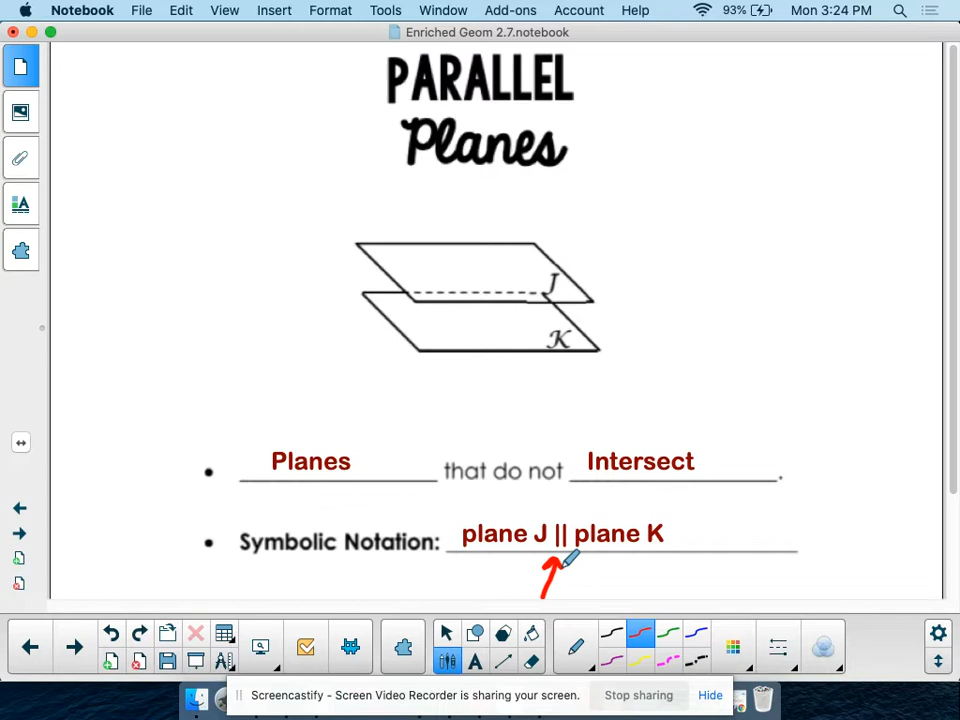 Notebook File Edit View Insert Format Tools Window Add-ons Account Help 93% Mon 3:24 PM
Enriched Geom 2.7.notebook
PARALLEL
Planes
J
K
• Planes that do not Intersect.
• Symbolic Notation: plane J || plane K
Screencastify - Screen Video Recorder is sharing your screen. Stop sharing Hide